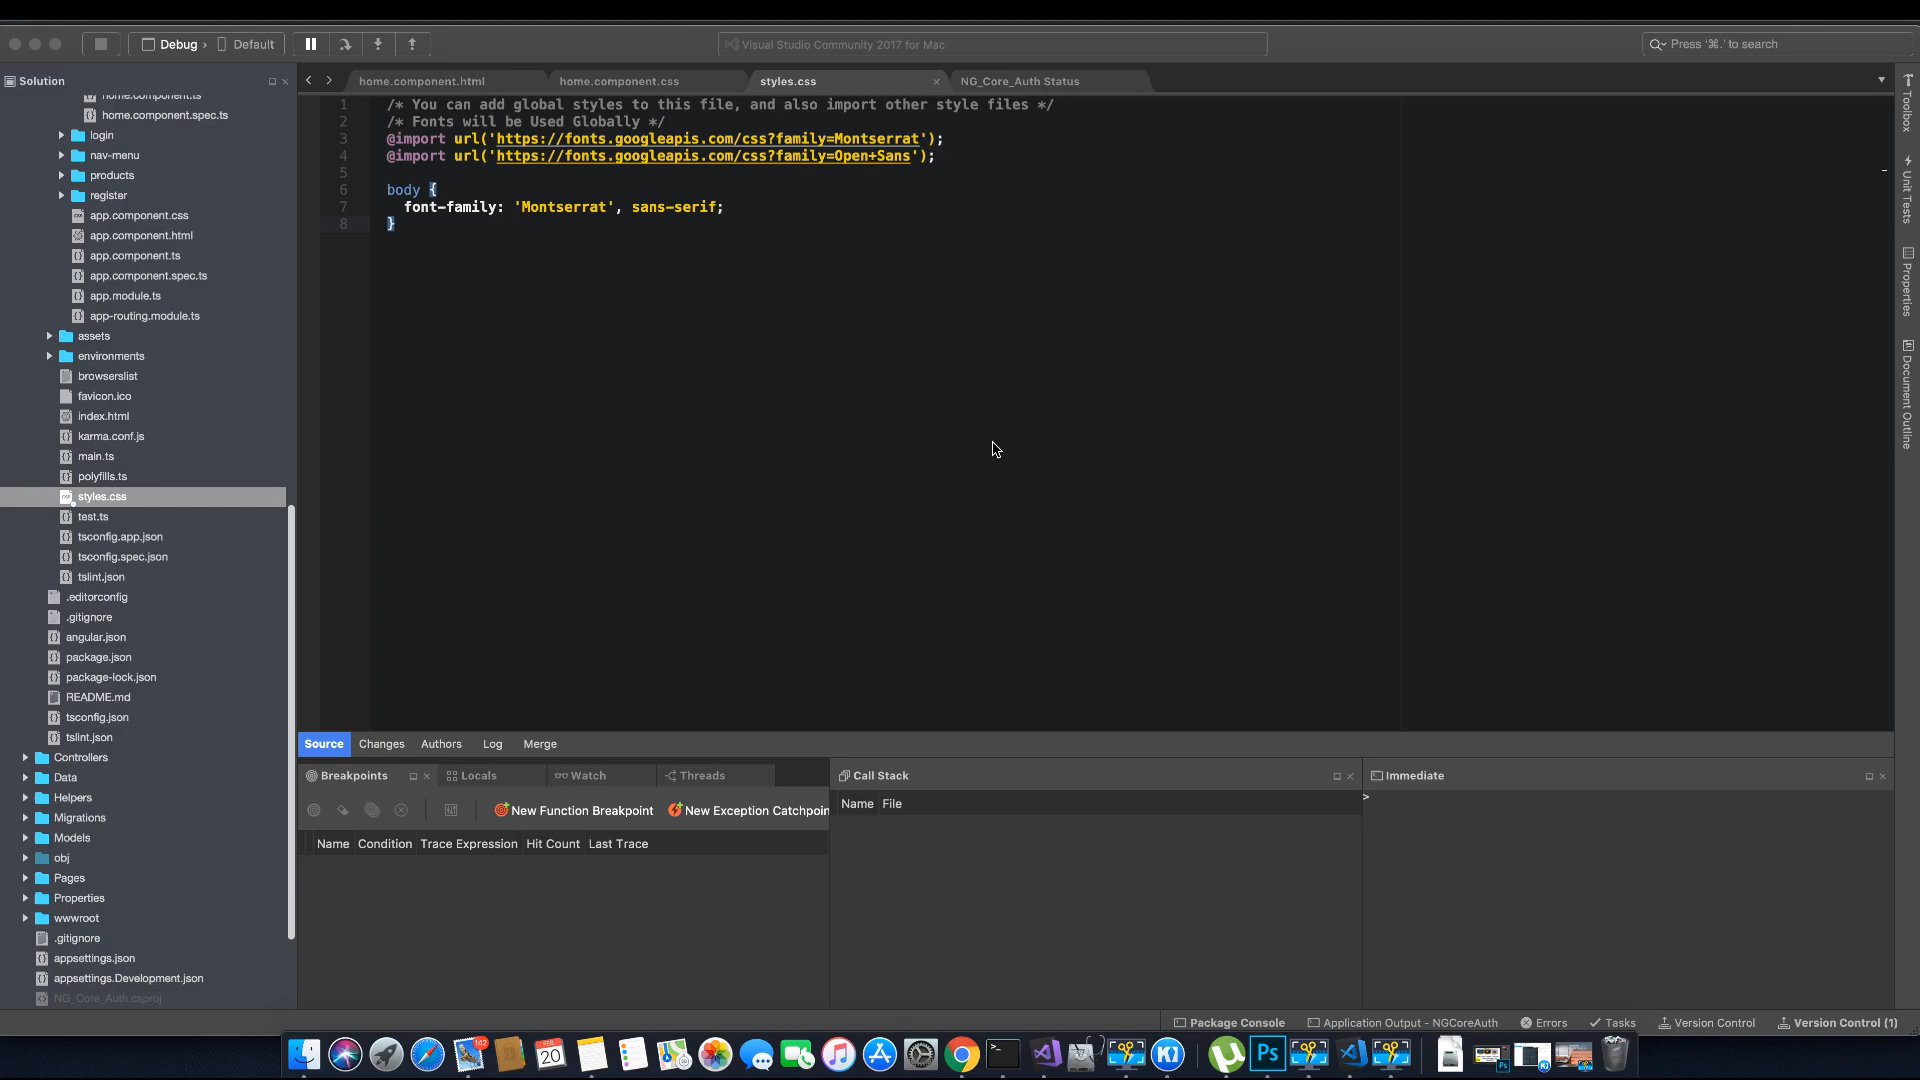 Debug
Default
Visual Studio Community 2017 for Mac
Press '⌘.' to search
Solution
home.component.html
home.component.css
styles.css
NG_Core_Auth Status
home.component.ts
home.component.spec.ts
login
nav-menu
products
register
app.component.css
app.component.html
app.component.ts
app.component.spec.ts
app.module.ts
app-routing.module.ts
assets
environments
browserslist
favicon.ico
index.html
karma.conf.js
main.ts
polyfills.ts
styles.css
test.ts
tsconfig.app.json
tsconfig.spec.json
tslint.json
.editorconfig
.gitignore
angular.json
package.json
package-lock.json
README.md
tsconfig.json
tslint.json
Controllers
Data
Helpers
Migrations
Models
obj
Pages
Properties
wwwroot
.gitignore
appsettings.json
appsettings.Development.json
NG_Core_Auth.csproj
1 /* You can add global styles to this file, and also import other style files */
2 /* Fonts will be Used Globally */
3 @import url('https://fonts.googleapis.com/css?family=Montserrat');
4 @import url('https://fonts.googleapis.com/css?family=Open+Sans');
5
6 body {
7 font-family: 'Montserrat', sans-serif;
8 }
Toolbox
Unit Tests
Properties
Document Outline
Source Changes Authors Log Merge
Breakpoints
Locals
Watch
Threads
Call Stack
Immediate
New Function Breakpoint
New Exception Catchpoin
Name File
>
Name Condition Trace Expression Hit Count Last Trace
Package Console
Application Output - NGCoreAuth
Errors
Tasks
Version Control
Version Control (1)
142
FEB
20
Ps